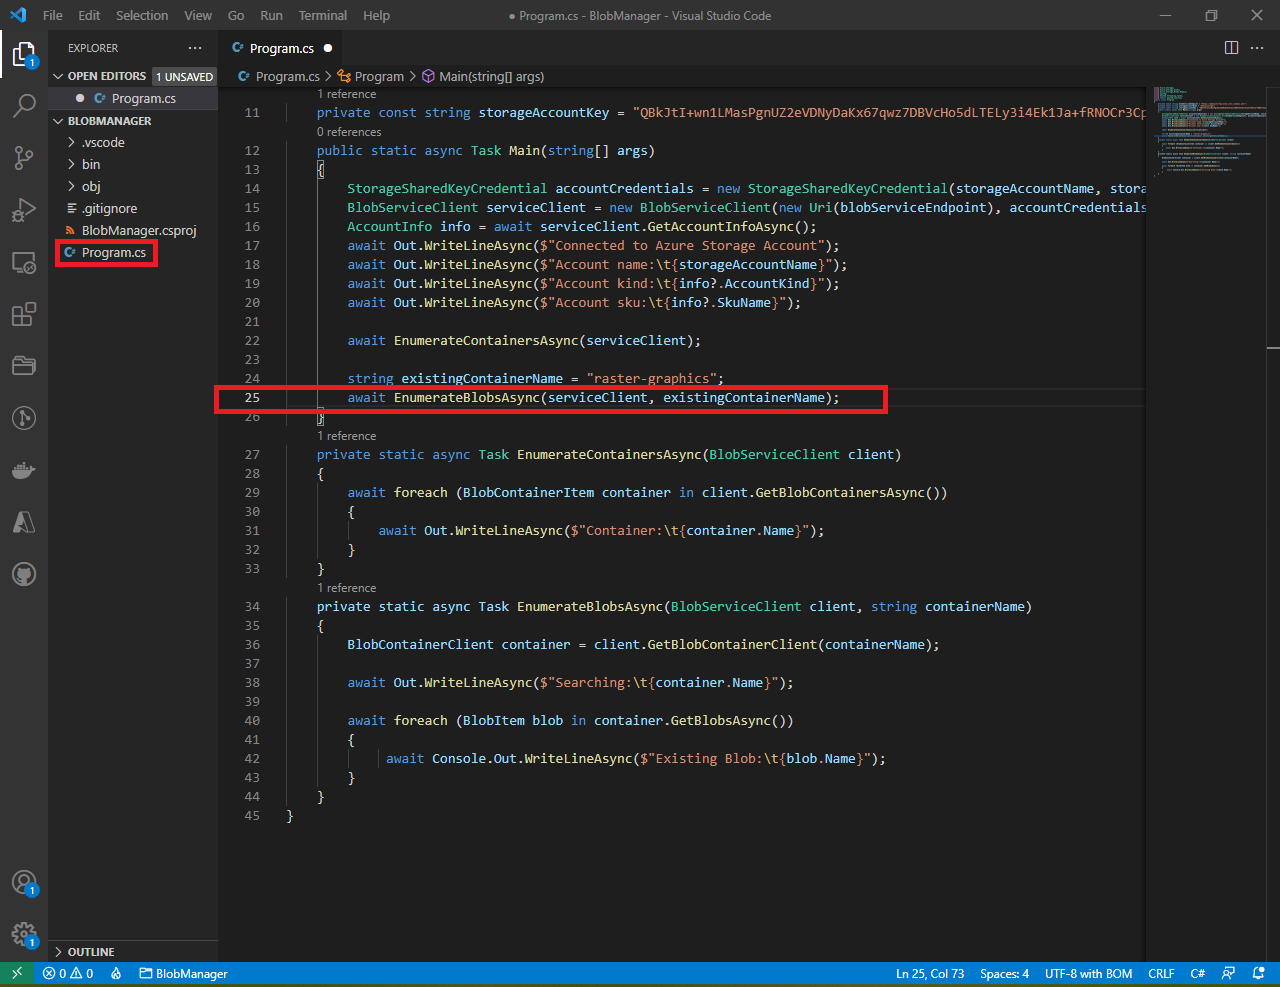 File Edit Selection View Go Run Terminal Help
● Program.cs - BlobManager - Visual Studio Code
EXPLORER
OPEN EDITORS 1 UNSAVED
C# Program.cs
BLOBMANAGER
.vscode
bin
obj
.gitignore
BlobManager.csproj
C# Program.cs
OUTLINE
C# Program.cs ●
C# Program.cs > Program > Main(string[] args)
1 reference
11 private const string storageAccountKey = "QBkJtI+wn1LMasPgnUZ2eVDNyDaKx67qwz7DBVcHo5dLTELy3i4Ek1Ja+fRNOCr3Cp
0 references
12 public static async Task Main(string[] args)
13 {
14 StorageSharedKeyCredential accountCredentials = new StorageSharedKeyCredential(storageAccountName, stora
15 BlobServiceClient serviceClient = new BlobServiceClient(new Uri(blobServiceEndpoint), accountCredentials
16 AccountInfo info = await serviceClient.GetAccountInfoAsync();
17 await Out.WriteLineAsync($"Connected to Azure Storage Account");
18 await Out.WriteLineAsync($"Account name:\t{storageAccountName}");
19 await Out.WriteLineAsync($"Account kind:\t{info?.AccountKind}");
20 await Out.WriteLineAsync($"Account sku:\t{info?.SkuName}");
21
22 await EnumerateContainersAsync(serviceClient);
23
24 string existingContainerName = "raster-graphics";
25 await EnumerateBlobsAsync(serviceClient, existingContainerName);
26 }
1 reference
27 private static async Task EnumerateContainersAsync(BlobServiceClient client)
28 {
29 await foreach (BlobContainerItem container in client.GetBlobContainersAsync())
30 {
31 await Out.WriteLineAsync($"Container:\t{container.Name}");
32 }
33 }
1 reference
34 private static async Task EnumerateBlobsAsync(BlobServiceClient client, string containerName)
35 {
36 BlobContainerClient container = client.GetBlobContainerClient(containerName);
37
38 await Out.WriteLineAsync($"Searching:\t{container.Name}");
39
40 await foreach (BlobItem blob in container.GetBlobsAsync())
41 {
42 await Console.Out.WriteLineAsync($"Existing Blob:\t{blob.Name}");
43 }
44 }
45 }
1
1
1
0 0 BlobManager
Ln 25, Col 73 Spaces: 4 UTF-8 with BOM CRLF C#